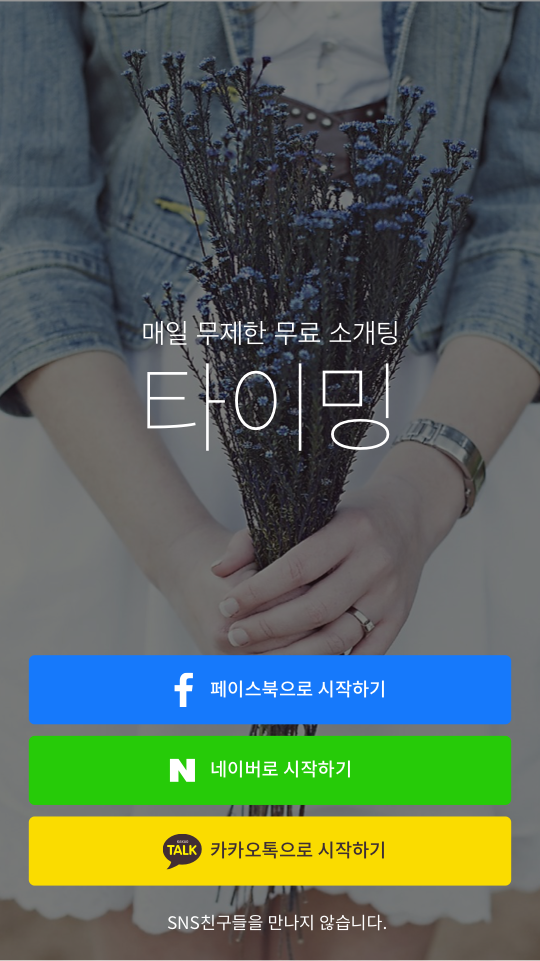 매일 무제한 무료 소개팅
타이밍
f 페이스북으로 시작하기
N 네이버로 시작하기
TALK 카카오톡으로 시작하기
SNS친구들을 만나지 않습니다.